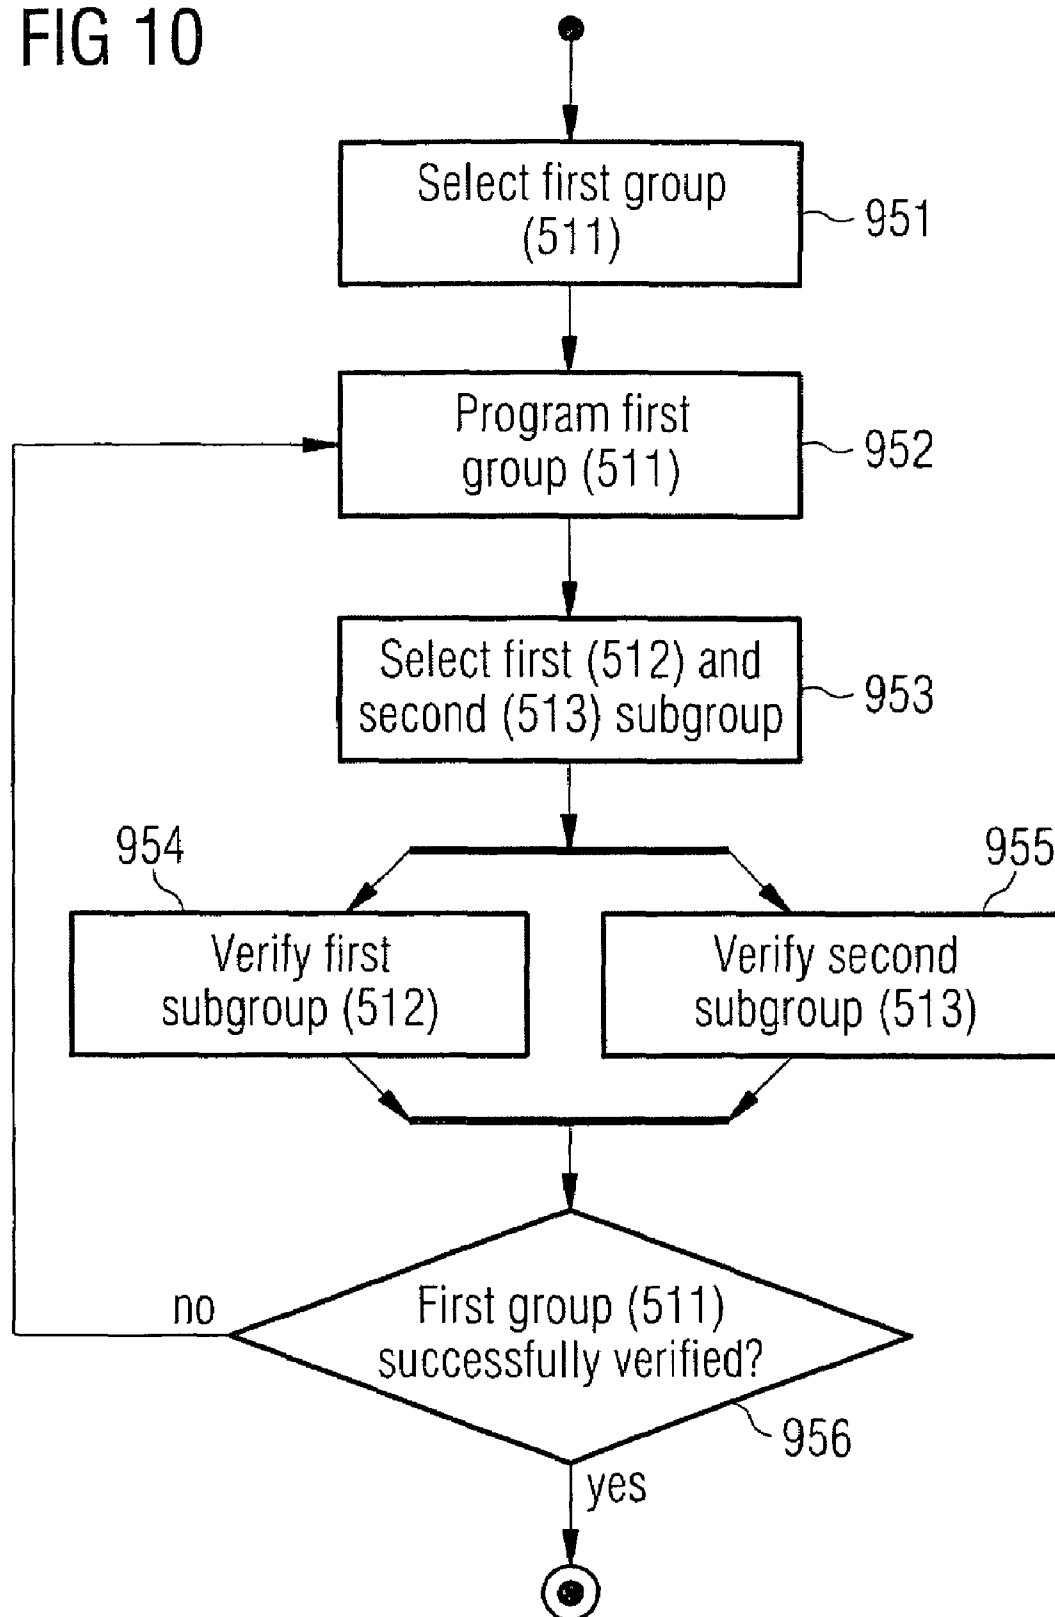 FIG 10
Select first group
(511)
951
Program first
group (511)
952
Select first (512) and
second (513) subgroup
953
954
955
Verify first
subgroup (512)
Verify second
subgroup (513)
no
First group (511)
successfully verified?
956
yes